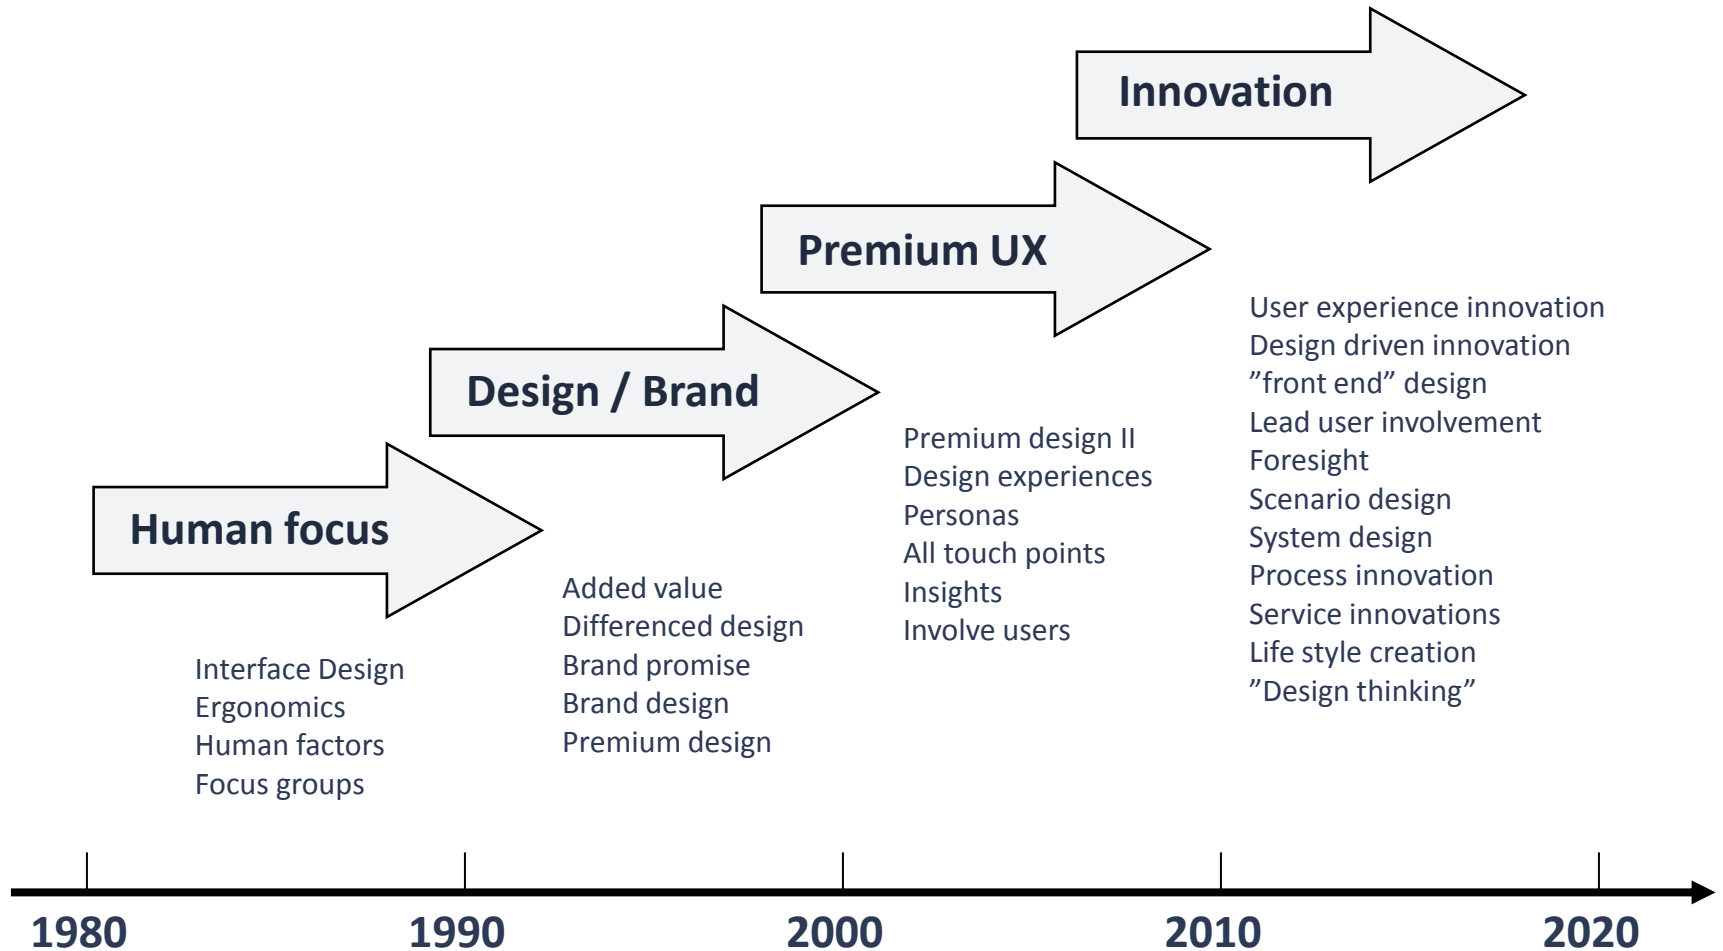 Innovation
Premium UX
Design / Brand
Human focus
Interface Design
Ergonomics
Human factors
Focus groups
Added value
Differenced design
Brand promise
Brand design
Premium design
Premium design II
Design experiences
Personas
All touch points
Insights
Involve users
User experience innovation
Design driven innovation
”front end” design
Lead user involvement
Foresight
Scenario design
System design
Process innovation
Service innovations
Life style creation
”Design thinking”
1980 1990 2000 2010 2020